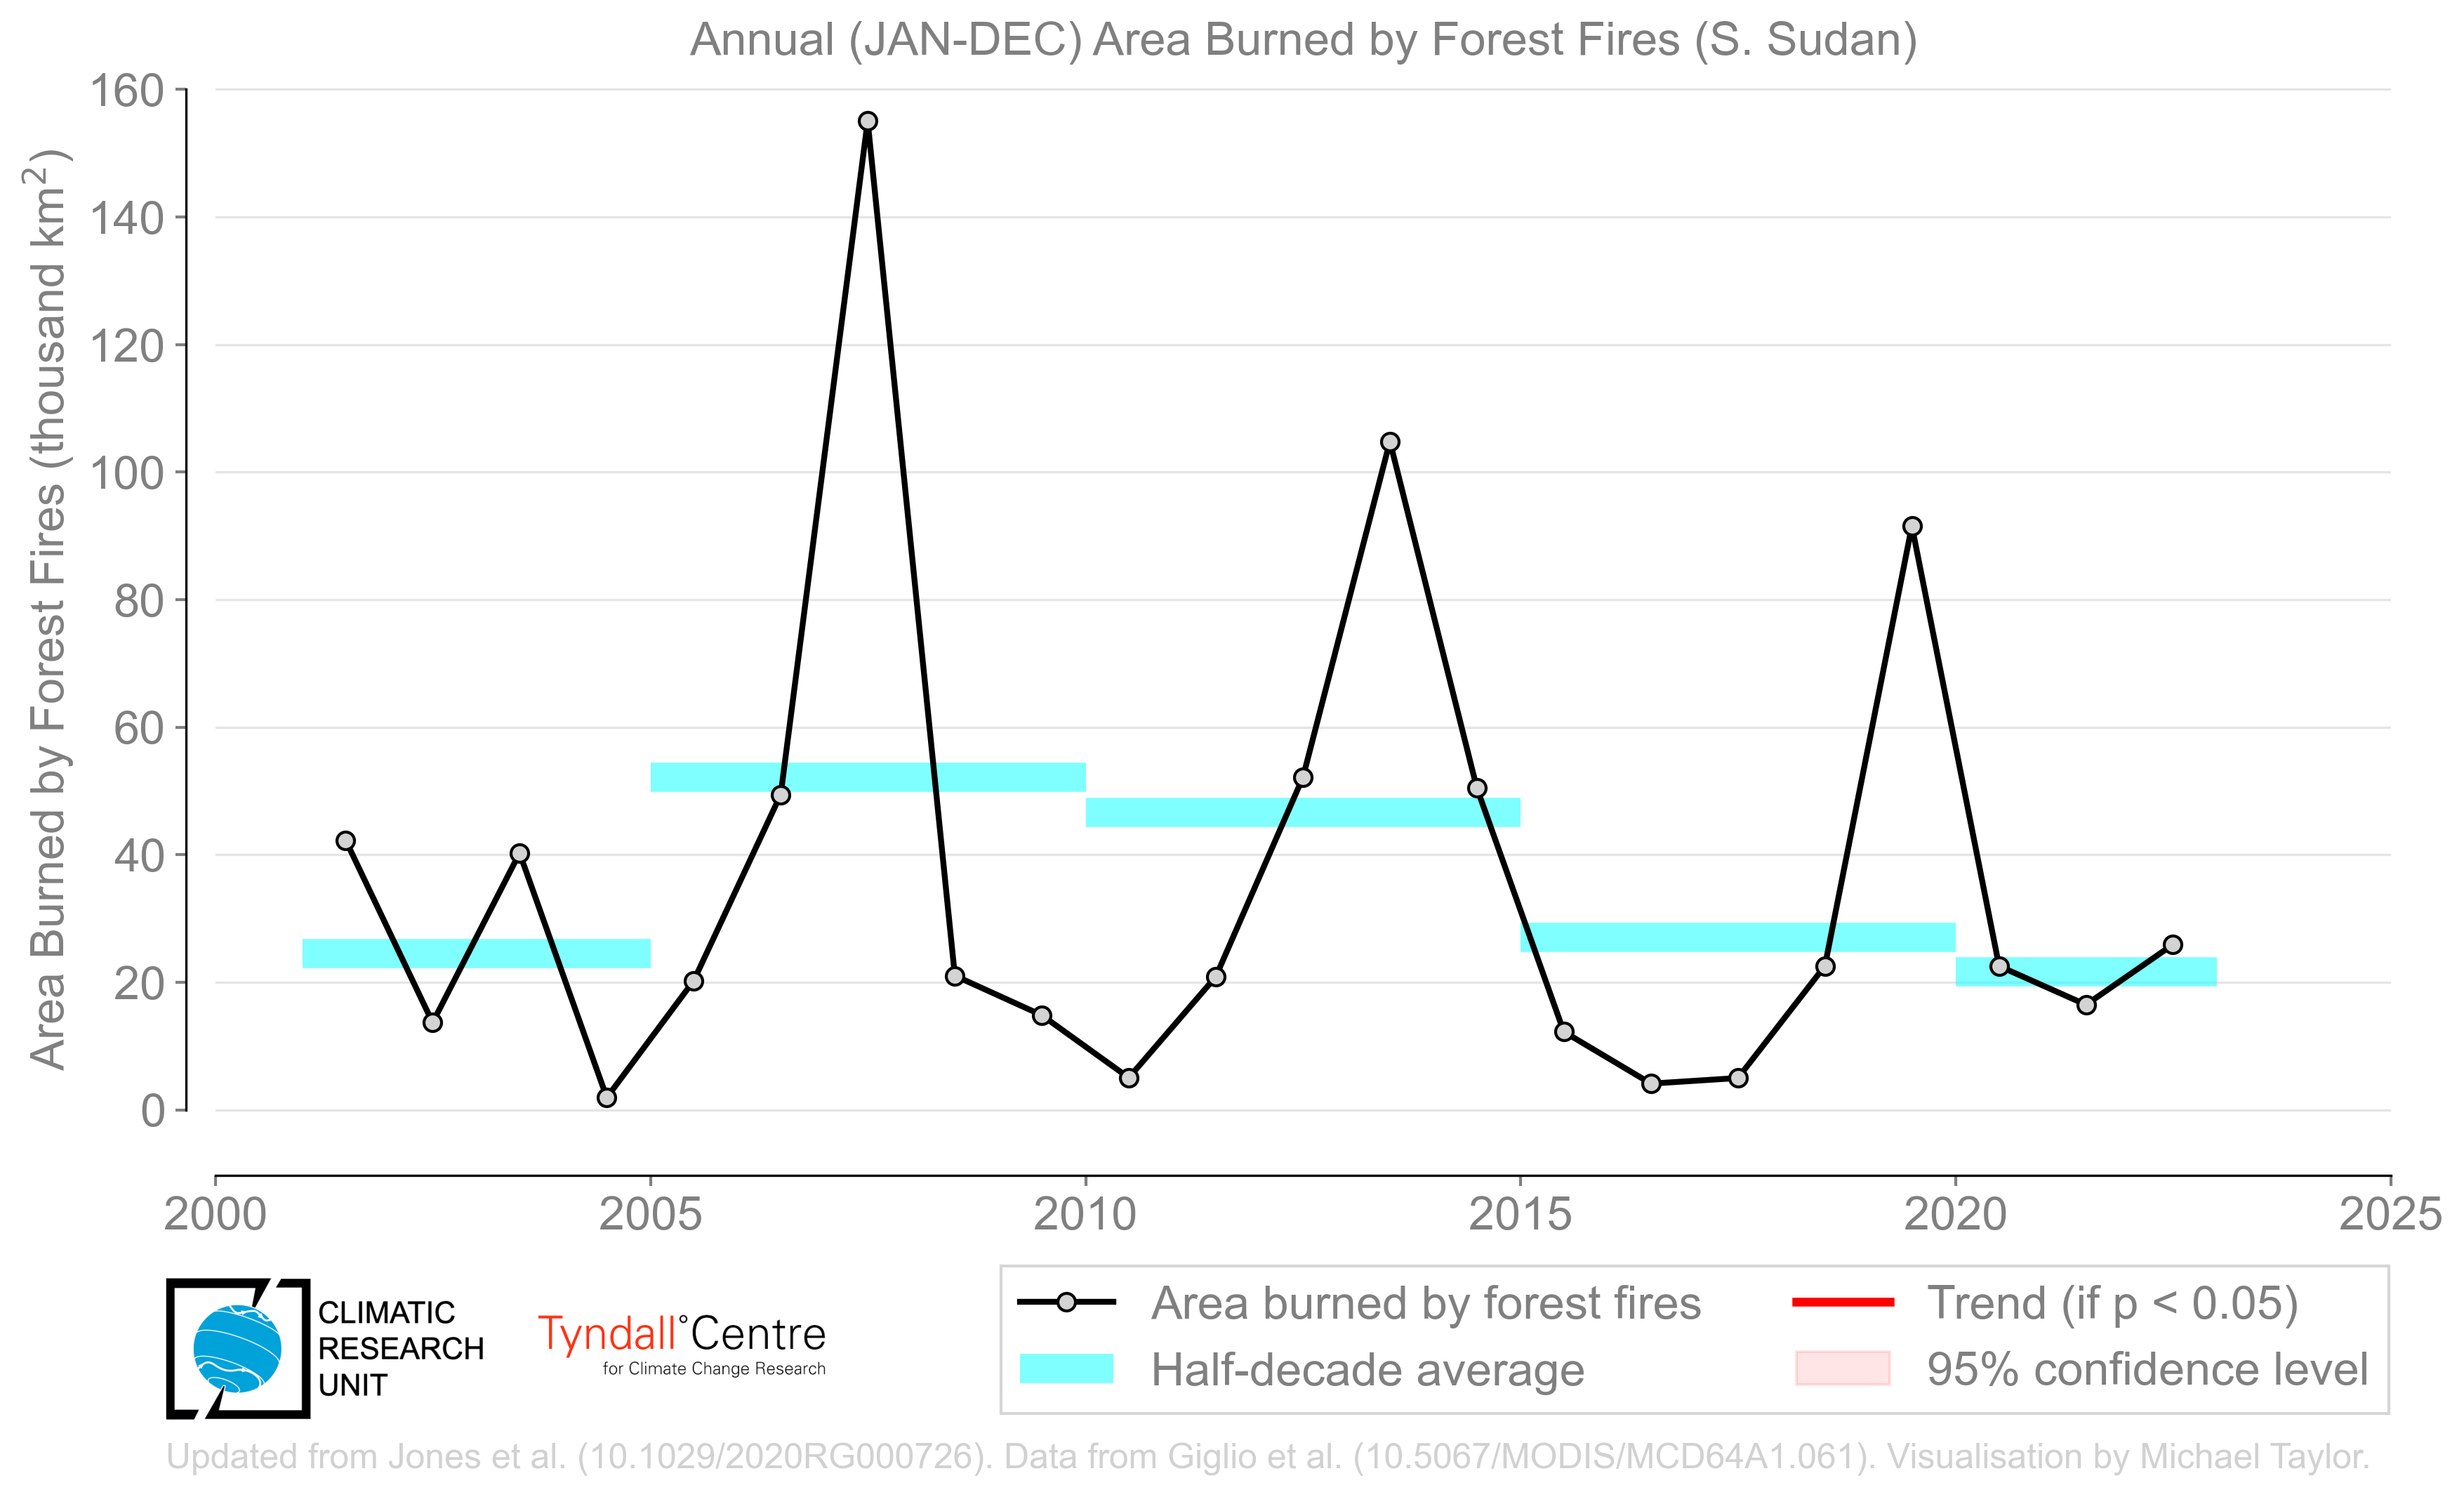 Annual (JAN-DEC) Area Burned by Forest Fires (S. Sudan)
Area Burned by Forest Fires (thousand km²)
160
140
120
100
80
60
40
20
0
2000 2005 2010 2015 2020 2025
CLIMATIC
RESEARCH
UNIT
Tyndall°Centre
for Climate Change Research
Area burned by forest fires
Half-decade average
Trend (if p < 0.05)
95% confidence level
Updated from Jones et al. (10.1029/2020RG000726). Data from Giglio et al. (10.5067/MODIS/MCD64A1.061). Visualisation by Michael Taylor.